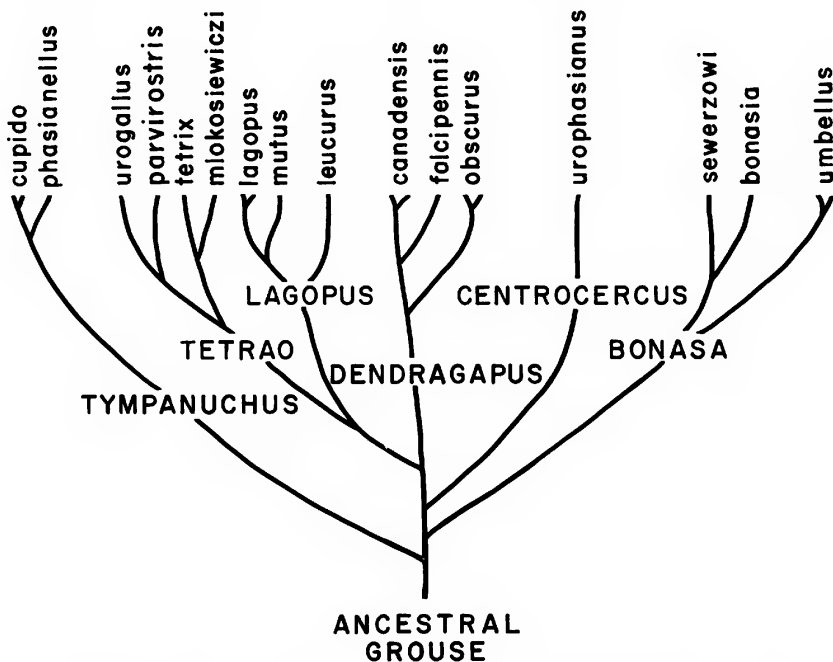 cupido
phasianellus
urogallus
parvirostris
tetrix
mlokosiewiczi
lagopus
mutus
leucurus
canadensis
falcipennis
obscurus
urophasianus
sewerzowi
bonasia
umbellus
LAGOPUS
CENTROCERCUS
TETRAO
BONASA
DENDRAGAPUS
TYMPANUCHUS
ANCESTRAL
GROUSE